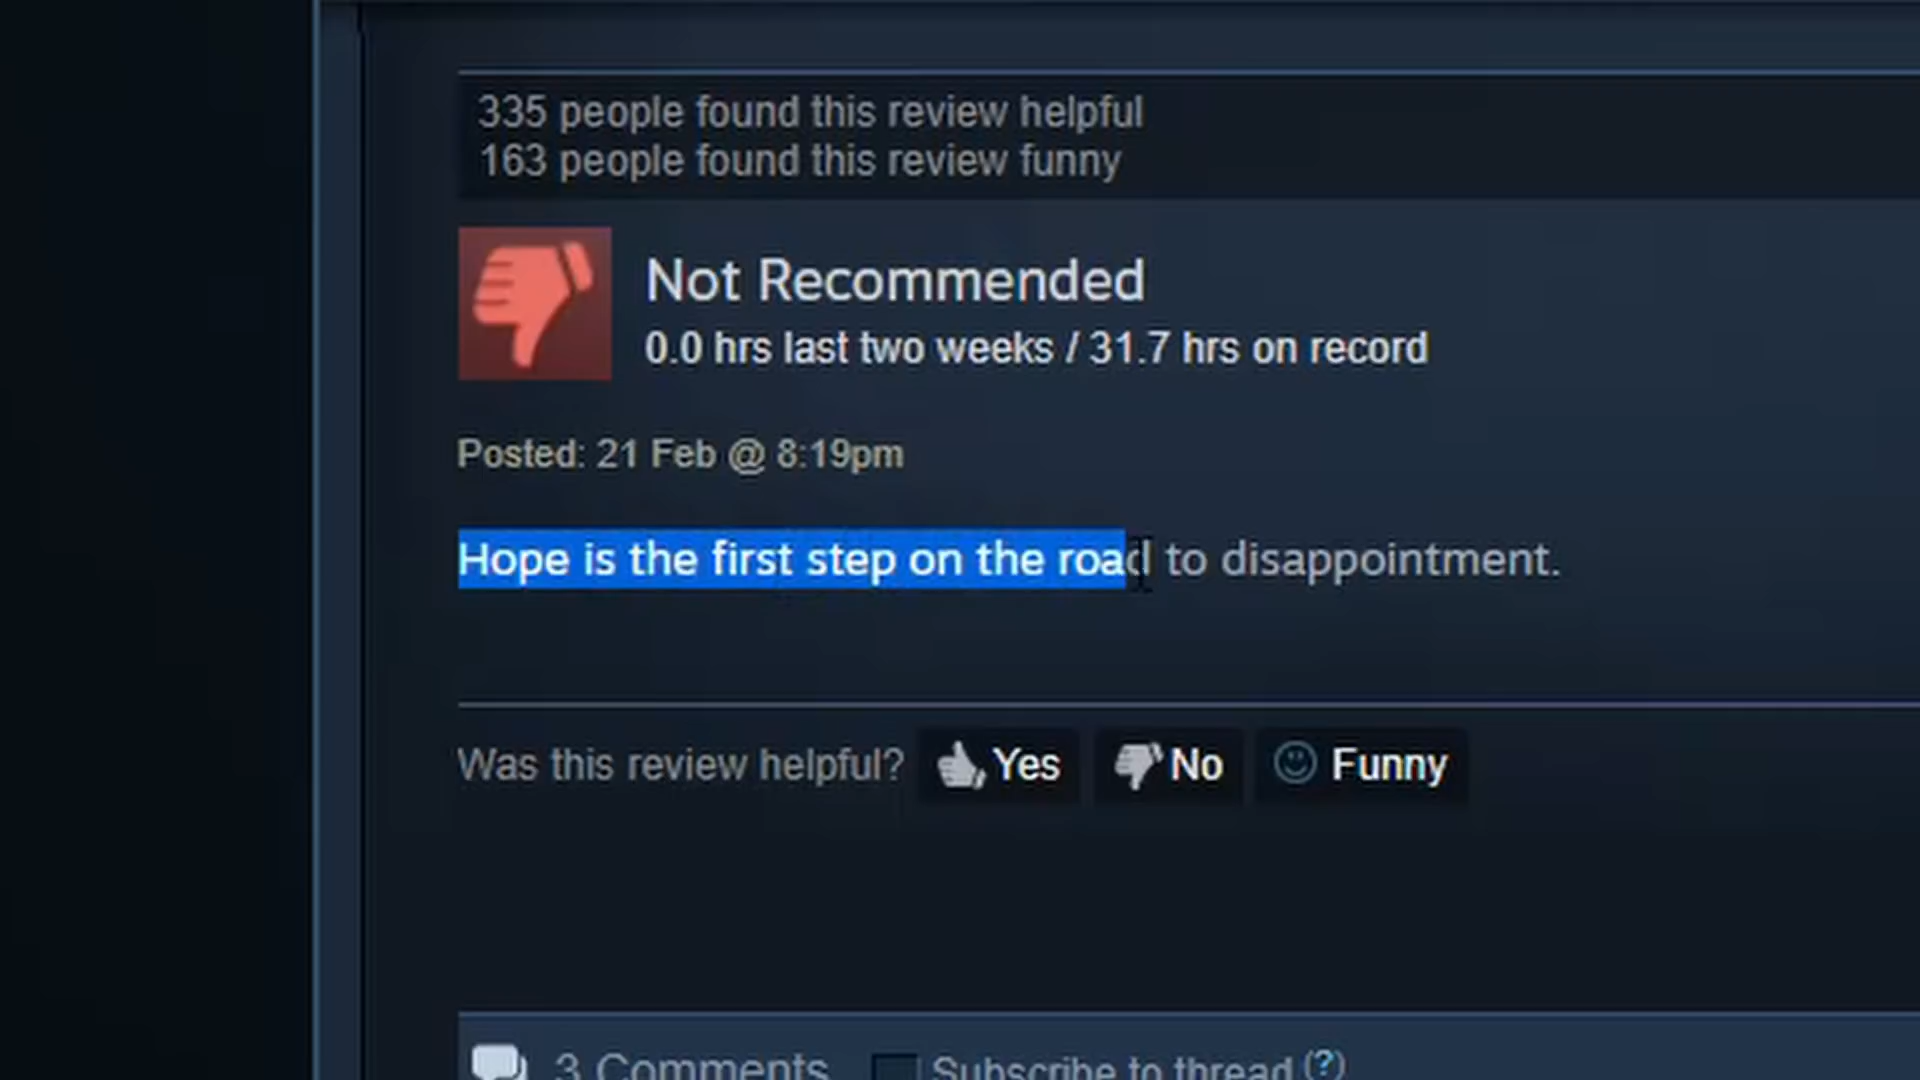 335 people found this review helpful
163 people found this review funny
Not Recommended
0.0 hrs last two weeks / 31.7 hrs on record
Posted: 21 Feb @ 8:19pm
Hope is the first step on the road to disappointment.
Was this review helpful? Yes No Funny
3 Comments Subscribe to thread (?)